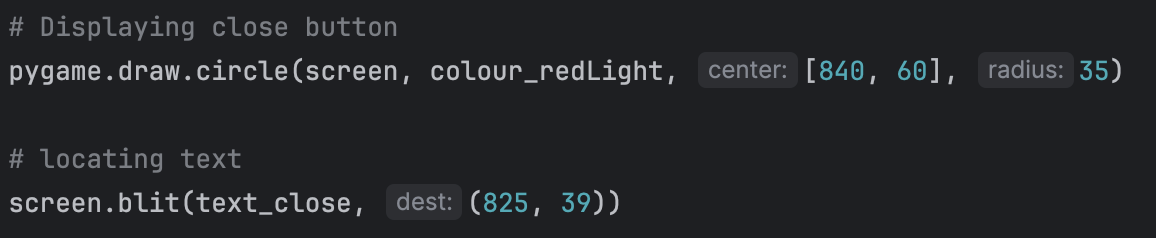 # Displaying close button
pygame.draw.circle(screen, colour_redLight, center: [840, 60], radius: 35)
# locating text
screen.blit(text_close, dest: (825, 39))